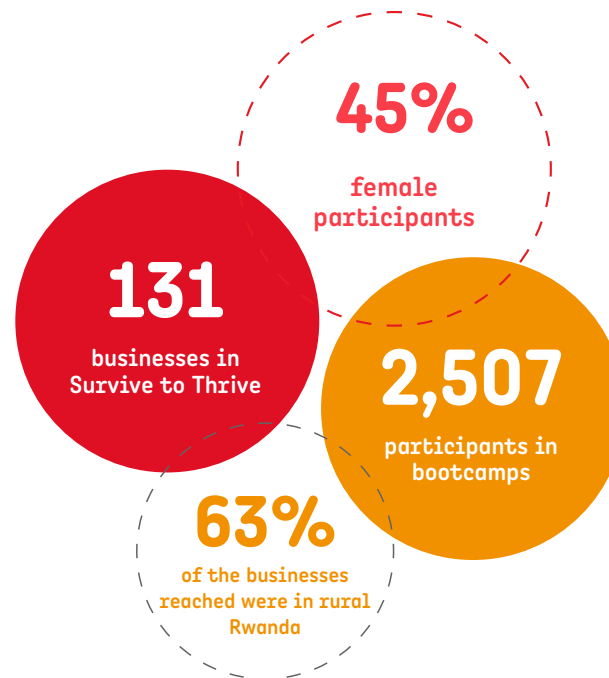 45%
female
participants
131
businesses in
Survive to Thrive
2,507
participants in
bootcamps
63%
of the businesses
reached were in rural
Rwanda